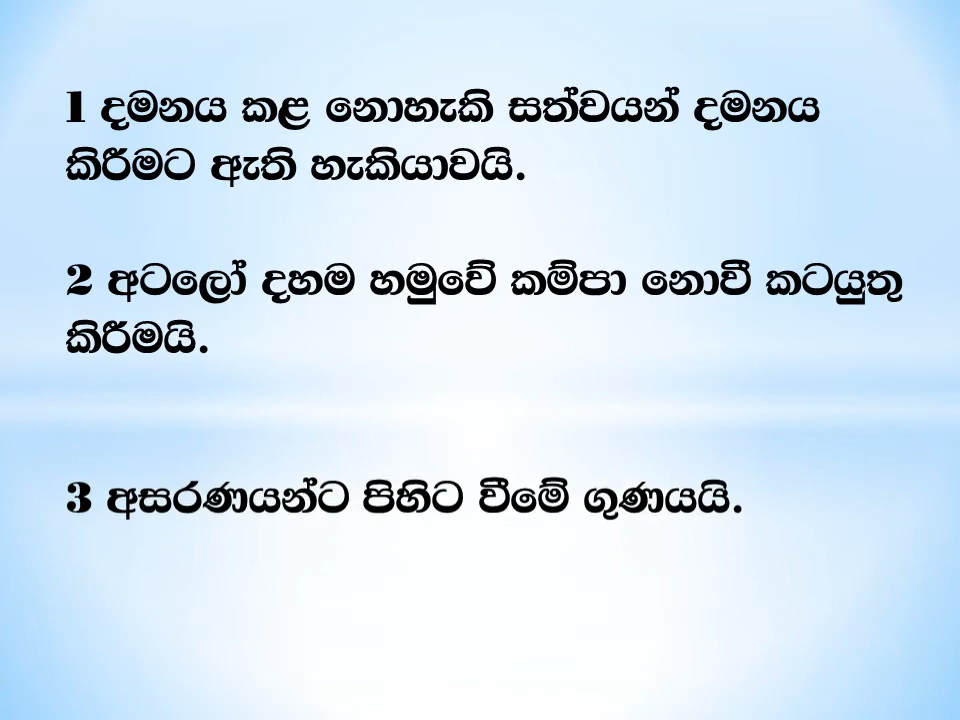 1 දමනය කළ නොහැකි සත්වයන් දමනය
කිරීමට ඇති හැකියාවයි.
2 අටලෝ දහම හමුවේ කම්පා නොවී කටයුතු
කිරීමයි.
3 අසරණයන්ට පිහිට වීමේ ගුණයයි.